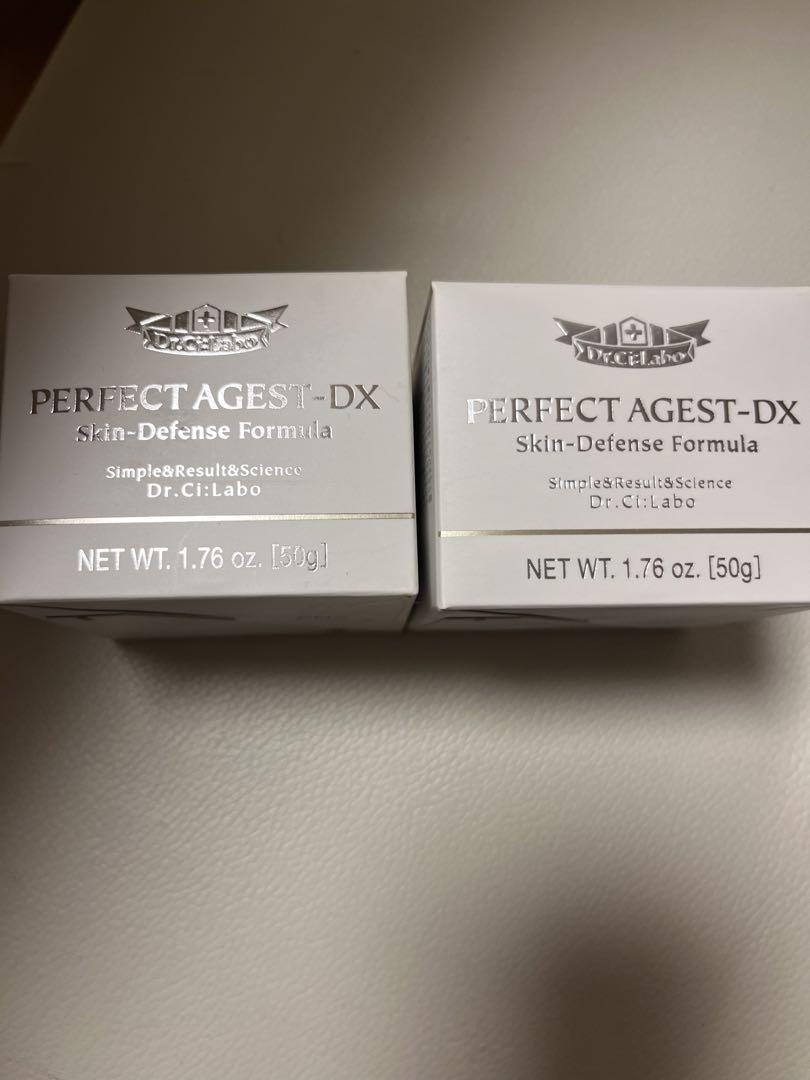 Dr.Ci:Labo
PERFECT AGEST-DX
Skin-Defense Formula
Simple&Result&Science
Dr.Ci:Labo
NET WT. 1.76 oz. [50g]
Dr.Ci:Labo
PERFECT AGEST-DX
Skin-Defense Formula
Simple&Result&Science
Dr.Ci:Labo
NET WT. 1.76 oz. [50g]